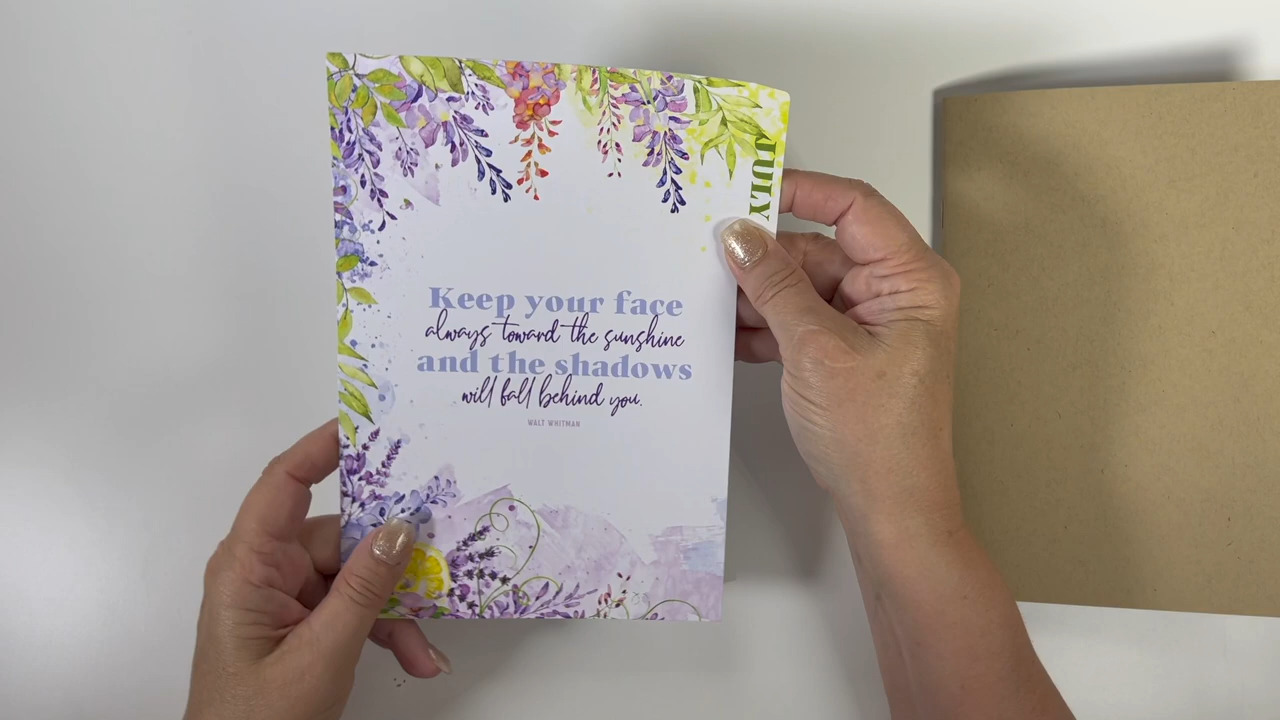 JULY
Keep your face
always toward the sunshine
and the shadows
will fall behind you.
WALT WHITMAN